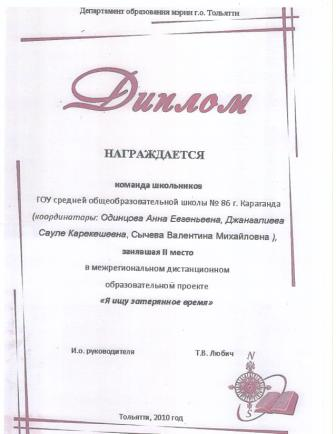 Департамент образования мэрии г.о. Тольятти
Диплом
НАГРАЖДАЕТСЯ
команда школьников
ГОУ средней общеобразовательной школы № 86 г. Караганда
(координаторы: Одинцова Анна Евгеньевна, Джангалиева
Сауле Карекешевна, Сычева Валентина Михайловна ),
занявшая II место
в межрегиональном дистанционном
образовательной проекте
«Я ищу затерянное время»
И.о. руководителя Т.В. Любич
N
S
Тольятти, 2010 год